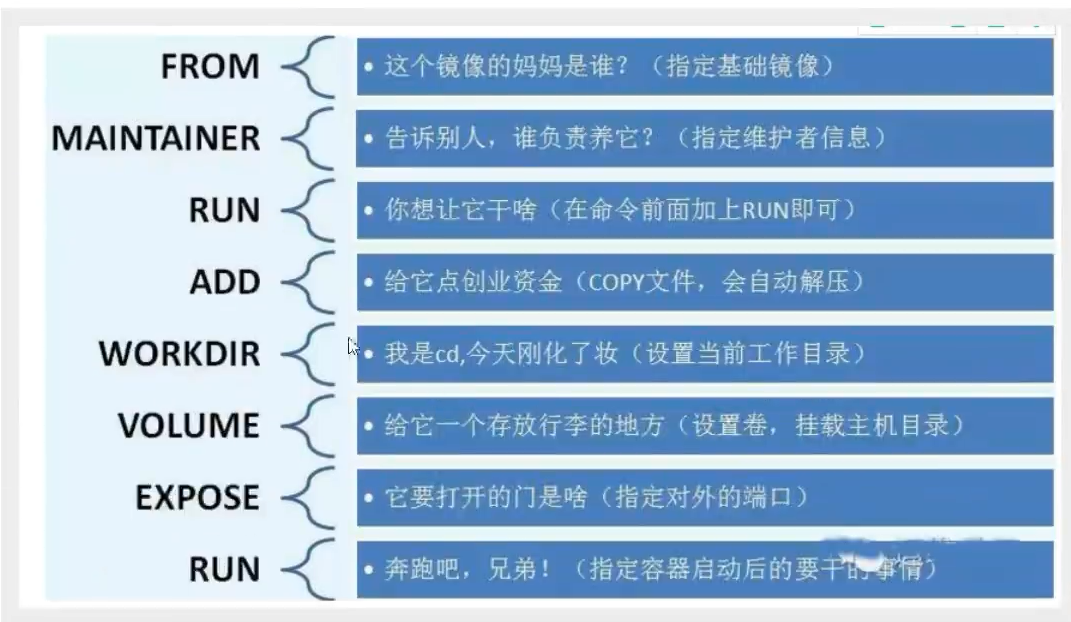 FROM
• 这个镜像的妈妈是谁？（指定基础镜像）
MAINTAINER
• 告诉别人，谁负责养它？（指定维护者信息）
RUN
• 你想让它干啥（在命令前面加上RUN即可）
ADD
• 给它点创业资金（COPY文件，会自动解压）
WORKDIR
• 我是cd,今天刚化了妆（设置当前工作目录）
VOLUME
• 给它一个存放行李的地方（设置卷，挂载主机目录）
EXPOSE
• 它要打开的门是啥（指定对外的端口）
RUN
• 奔跑吧，兄弟！（指定容器启动后的要干的事情）